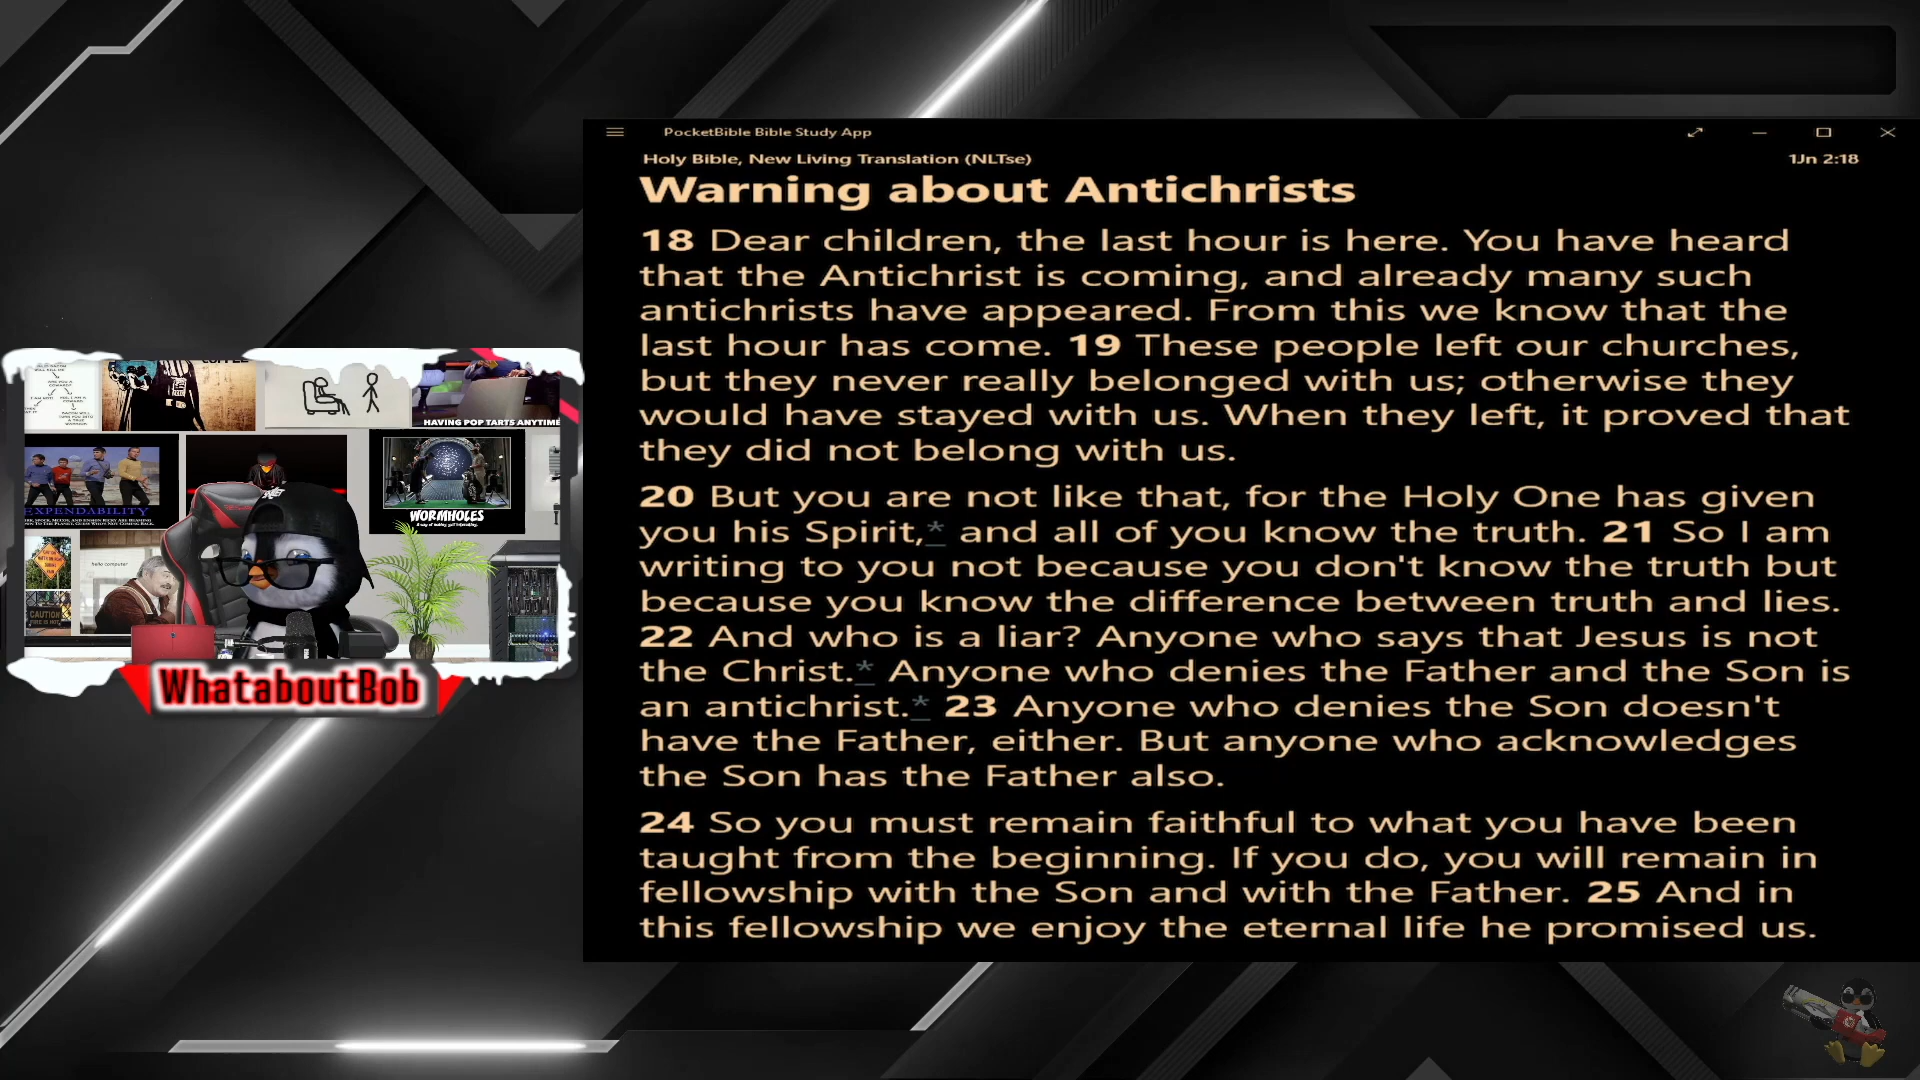 PocketBible Bible Study App
Holy Bible, New Living Translation (NLTse)
1Jn 2:18
Warning about Antichrists
18 Dear children, the last hour is here. You have heard
that the Antichrist is coming, and already many such
antichrists have appeared. From this we know that the
last hour has come. 19 These people left our churches,
but they never really belonged with us; otherwise they
would have stayed with us. When they left, it proved that
they did not belong with us.
20 But you are not like that, for the Holy One has given
you his Spirit,* and all of you know the truth. 21 So I am
writing to you not because you don't know the truth but
because you know the difference between truth and lies.
22 And who is a liar? Anyone who says that Jesus is not
the Christ.* Anyone who denies the Father and the Son is
an antichrist.* 23 Anyone who denies the Son doesn't
have the Father, either. But anyone who acknowledges
the Son has the Father also.
24 So you must remain faithful to what you have been
taught from the beginning. If you do, you will remain in
fellowship with the Son and with the Father. 25 And in
this fellowship we enjoy the eternal life he promised us.
HAVING POP TARTS ANYTIME
EXPENDABILITY
WORMHOLES
hello computer
CAUTION
WhataboutBob